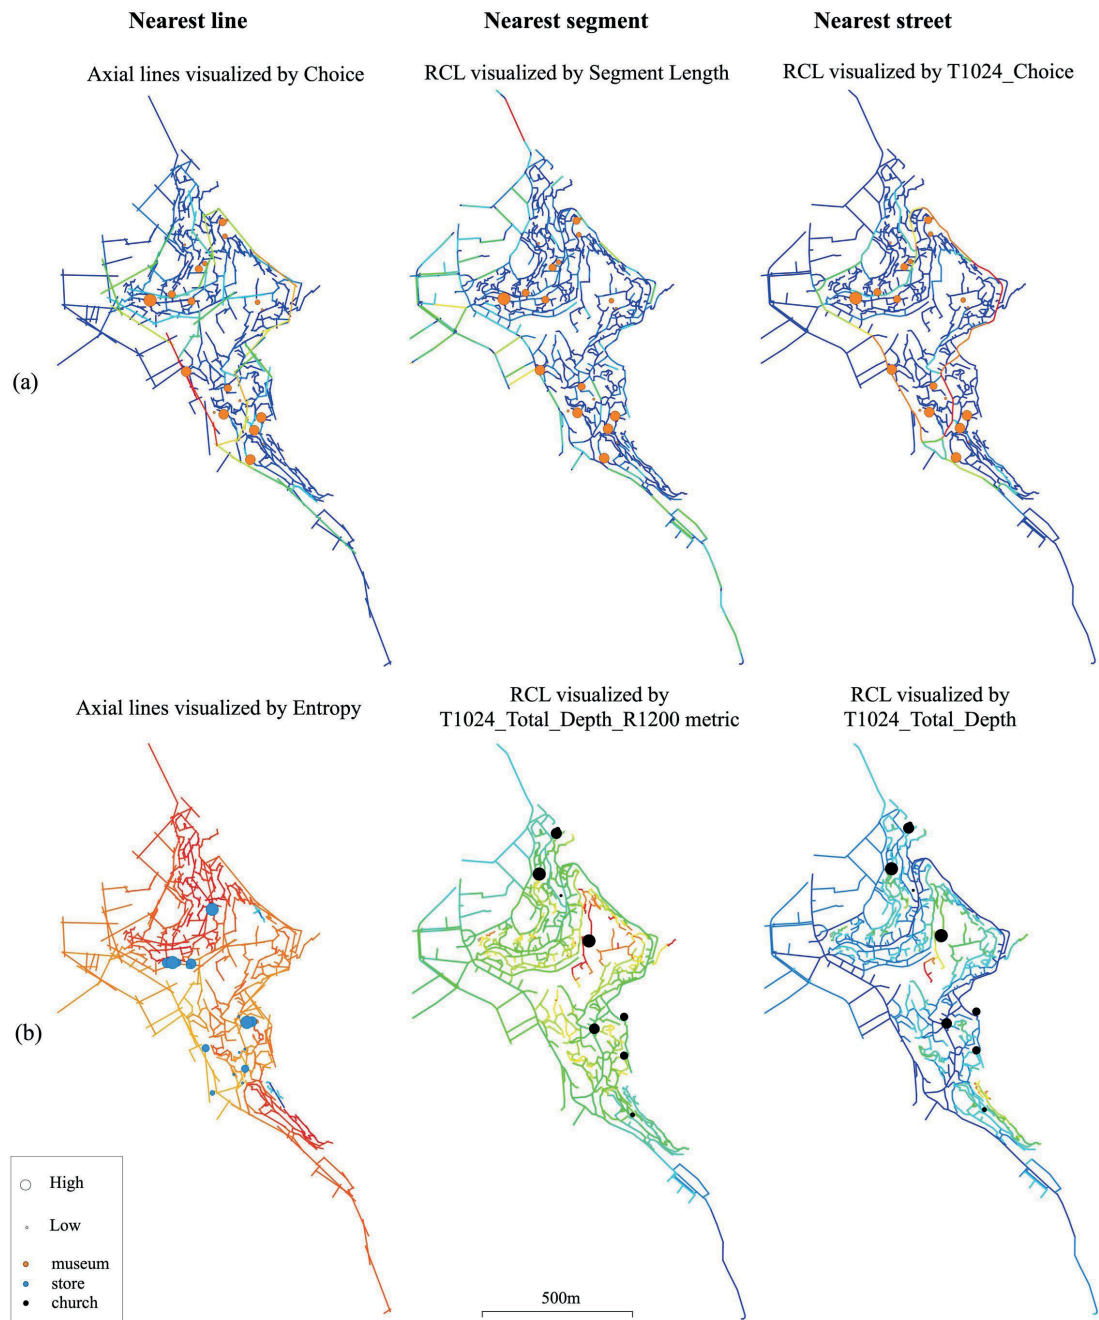 Nearest line
Nearest segment
Nearest street
Axial lines visualized by Choice
RCL visualized by Segment Length
RCL visualized by T1024_Choice
(a)
Axial lines visualized by Entropy
RCL visualized by
T1024_Total_Depth_R1200 metric
RCL visualized by
T1024_Total_Depth
(b)
High
Low
museum
store
church
500m